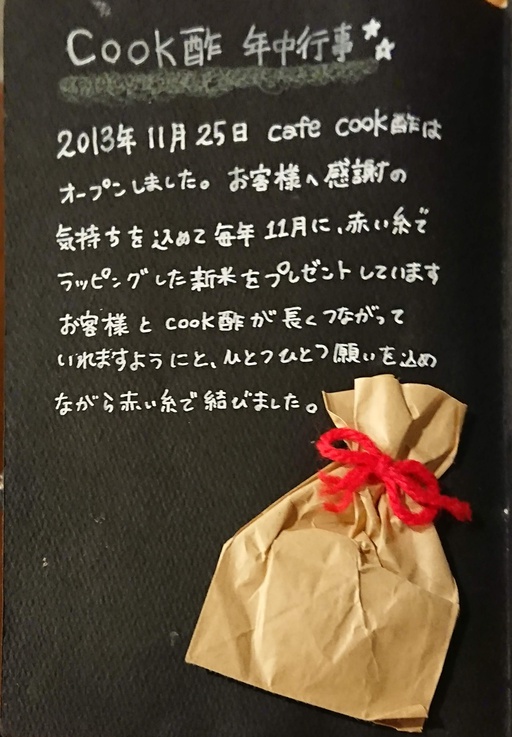 Cook酢 年中行事
2013年11月25日 cafe cook酢は
オープンしました。お客様へ感謝の
気持ちを込めて毎年11月に、赤い糸で
ラッピングした新米をプレゼントしています
お客様とcook酢が長くつながって
いれますようにと、ひとつひとつ願いを込め
ながら赤い糸で結びました。